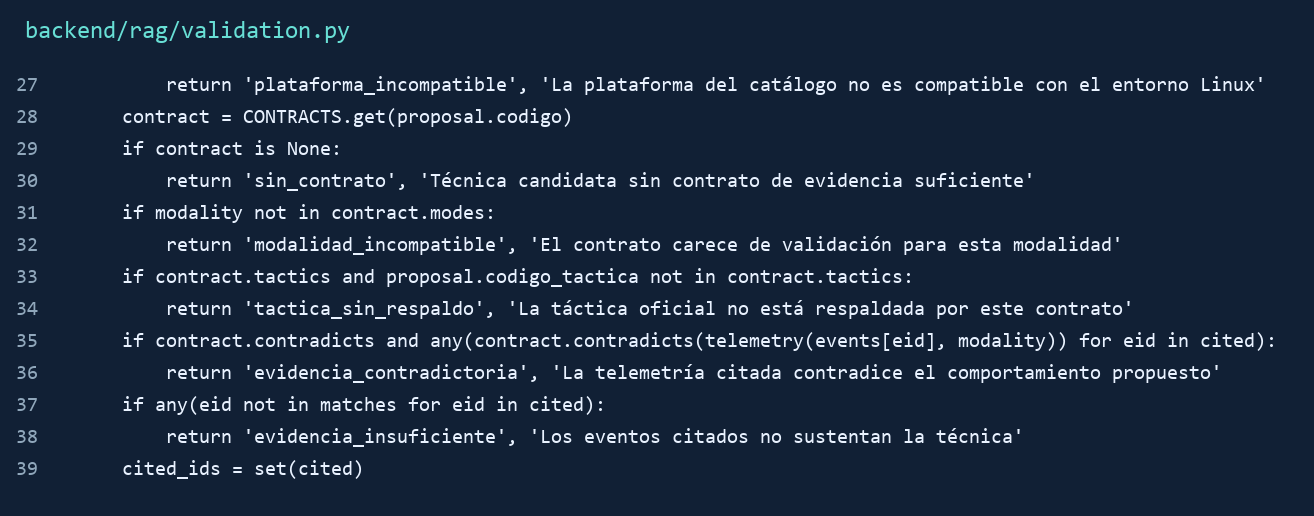 backend/rag/validation.py
27            return 'plataforma_incompatible', 'La plataforma del catálogo no es compatible con el entorno Linux'
28        contract = CONTRACTS.get(proposal.codigo)
29        if contract is None:
30            return 'sin_contrato', 'Técnica candidata sin contrato de evidencia suficiente'
31        if modality not in contract.modes:
32            return 'modalidad_incompatible', 'El contrato carece de validación para esta modalidad'
33        if contract.tactics and proposal.codigo_tactica not in contract.tactics:
34            return 'tactica_sin_respaldo', 'La táctica oficial no está respaldada por este contrato'
35        if contract.contradicts and any(contract.contradicts(telemetry(events[eid], modality)) for eid in cited):
36            return 'evidencia_contradictoria', 'La telemetría citada contradice el comportamiento propuesto'
37        if any(eid not in matches for eid in cited):
38            return 'evidencia_insuficiente', 'Los eventos citados no sustentan la técnica'
39        cited_ids = set(cited)